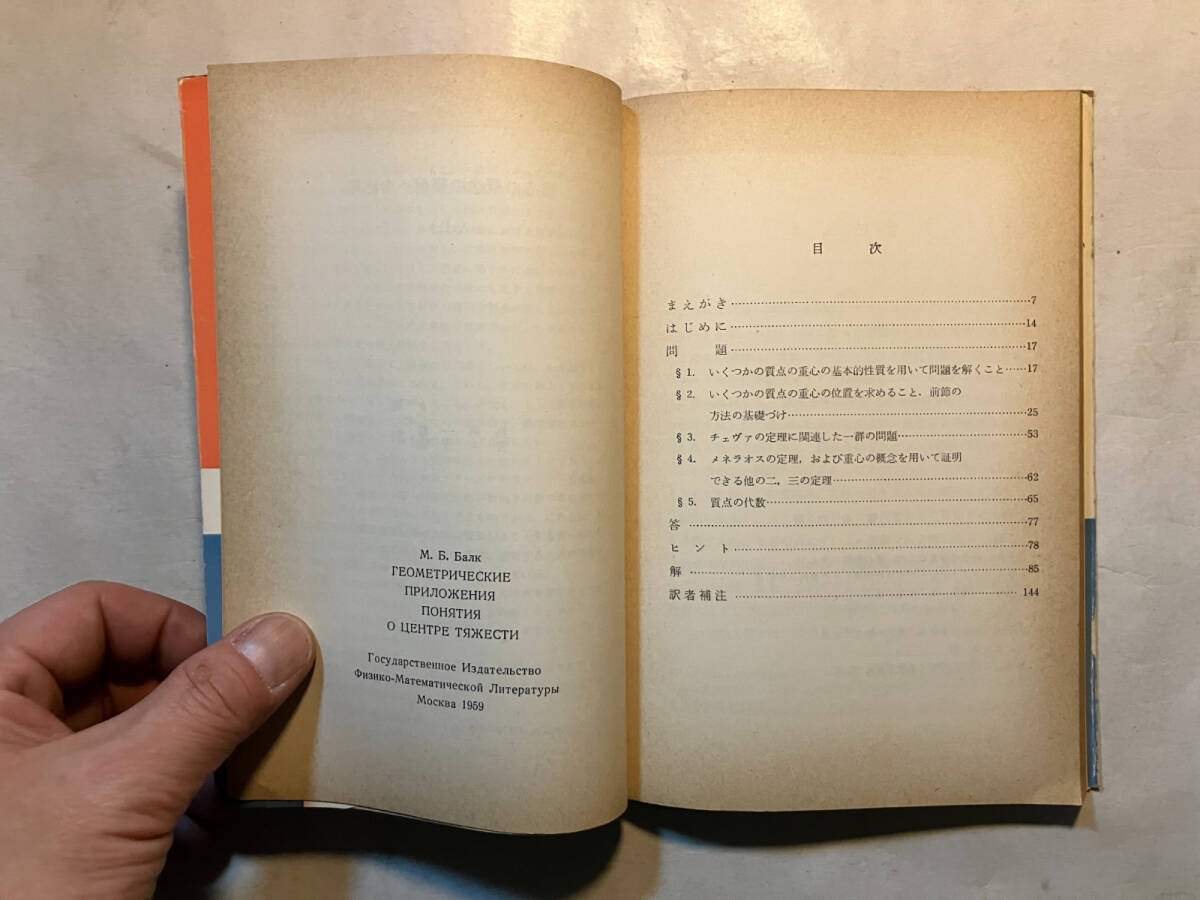 М. Б. Балк
ГЕОМЕТРИЧЕСКИЕ
ПРИЛОЖЕНИЯ
ПОНЯТИЯ
О ЦЕНТРЕ ТЯЖЕСТИ
Государственное Издательство
Физико-Математической Литературы
Москва 1959
目 次
まえがき……7
はじめに……14
問 題……17
§ 1. いくつかの質点の重心の基本的性質を用いて問題を解くこと……17
§ 2. いくつかの質点の重心の位置を求めること,前節の
方法の基礎づけ……25
§ 3. チェヴァの定理に関連した一群の問題……53
§ 4. メネラオスの定理,および重心の概念を用いて証明
できる他の二,三の定理……62
§ 5. 質点の代数……65
答……77
ヒ ン ト……78
解……85
訳者補注……144